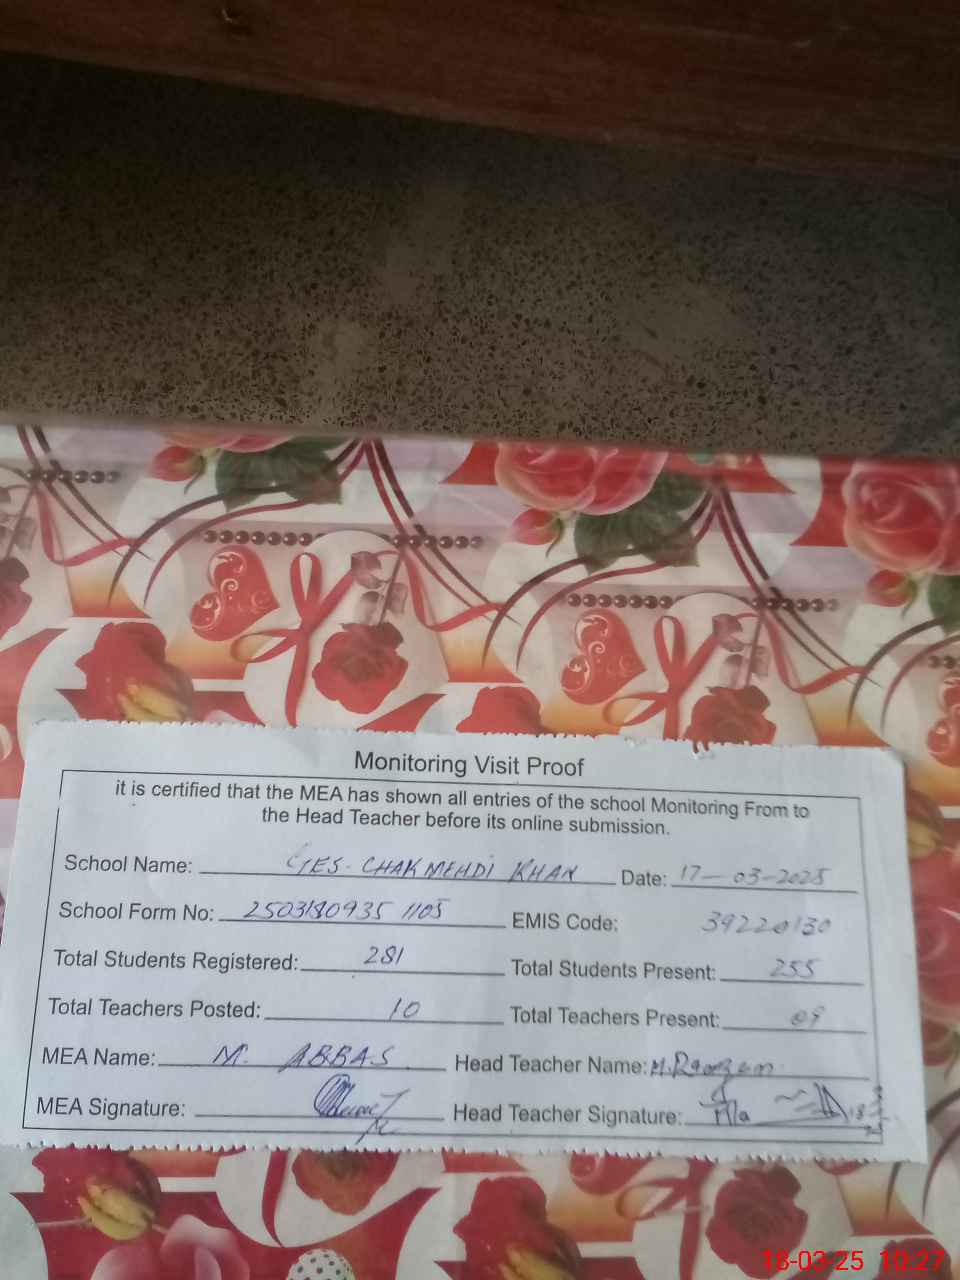 Monitoring Visit Proof
it is certified that the MEA has shown all entries of the school Monitoring From to
the Head Teacher before its online submission.
School Name: GES. CHAK MEHDI KHAN Date: 17-03-2025
School Form No: 2503180935 1105 EMIS Code: 39220130
Total Students Registered: 281 Total Students Present: 255
Total Teachers Posted: 10 Total Teachers Present: 09
MEA Name: M. ABBAS Head Teacher Name: M.
MEA Signature: Head Teacher Signature:
18-03-25 10:27